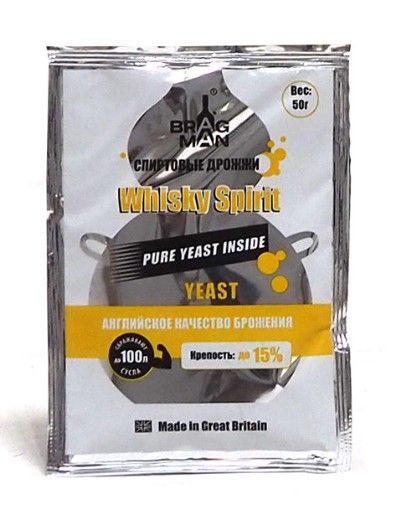 Вес:
50г
®
BRAG
MAN
СПИРТОВЫЕ ДРОЖЖИ
Whisky Spirit
PURE YEAST INSIDE
YEAST
АНГЛИЙСКОЕ КАЧЕСТВО БРОЖЕНИЯ
СБРАЖИВАЕТ
до 100л
СУСЛА
Крепость: до 15%
Made in Great Britain